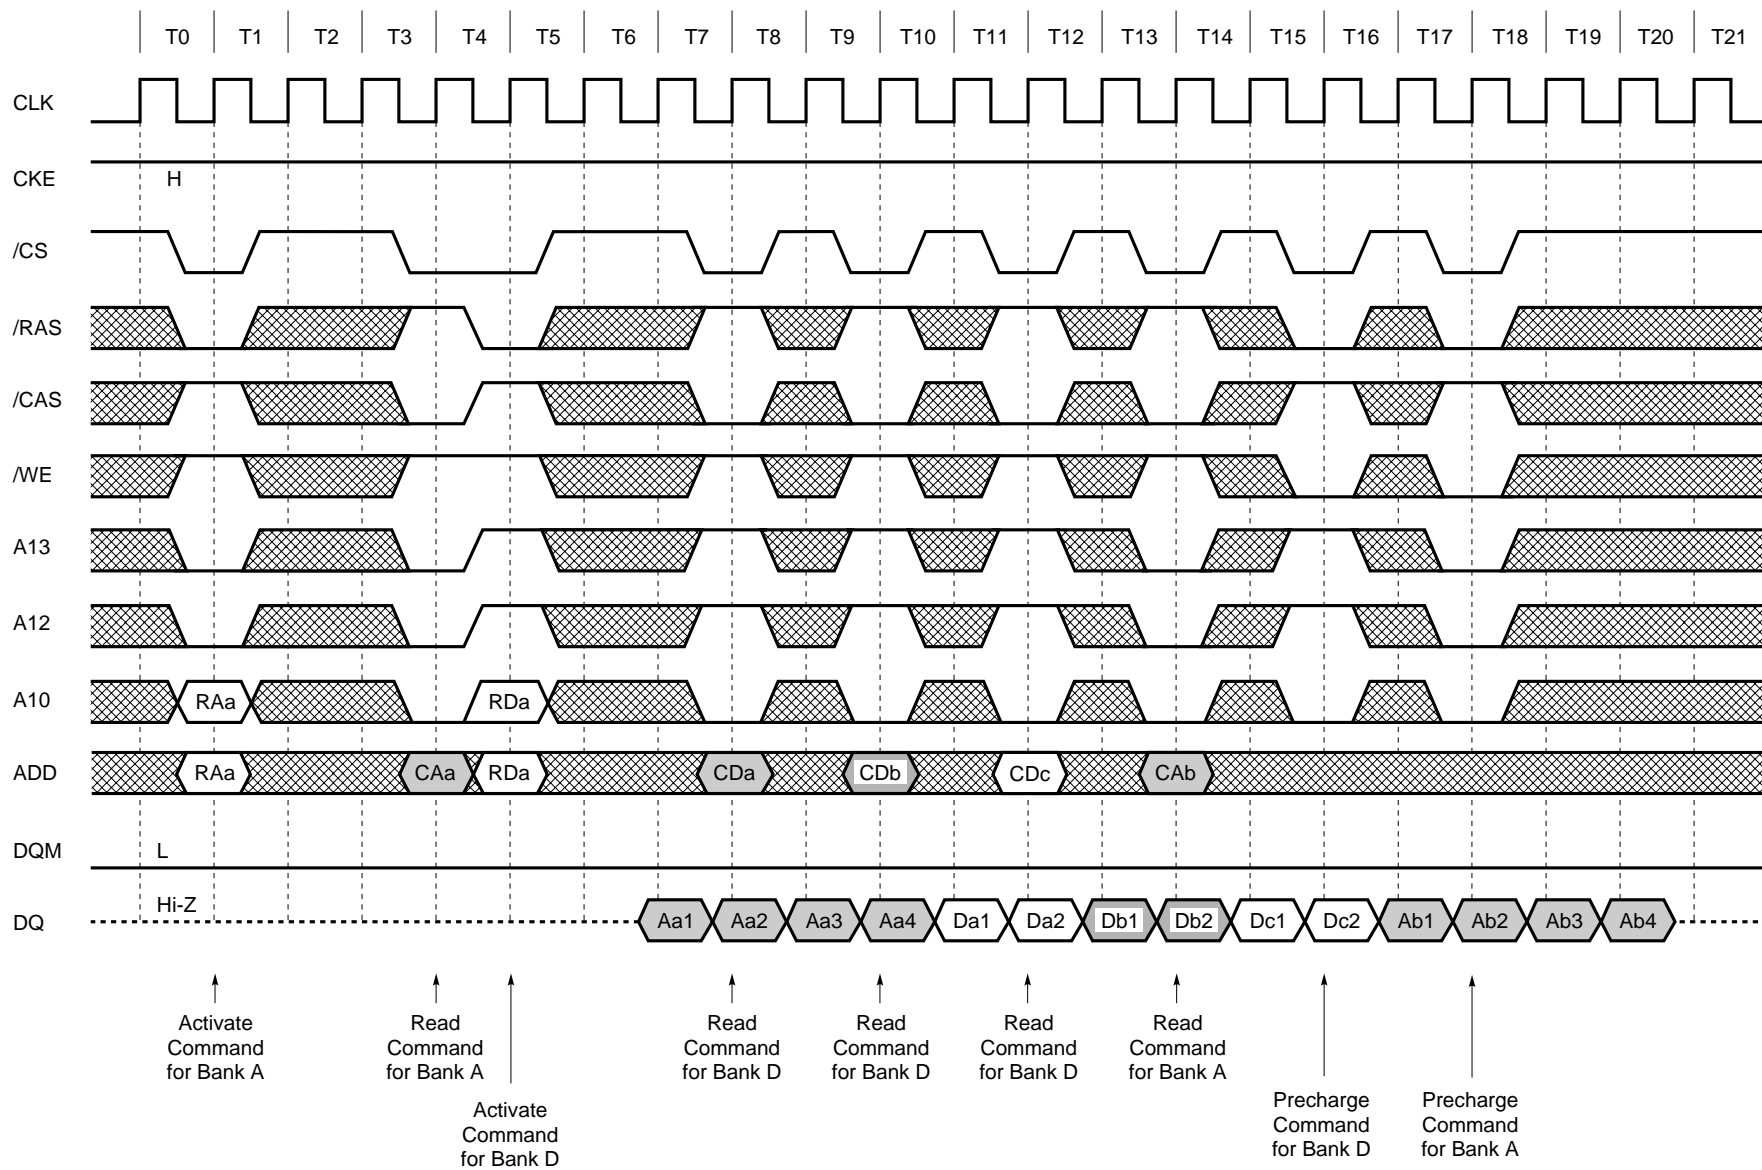 T0 T1 T2 T3 T4 T5 T6 T7 T8 T9 T10 T11 T12 T13 T14 T15 T16 T17 T18 T19 T20 T21
CLK
CKE H
/CS
/RAS
/CAS
/WE
A13
A12
A10 RAa RDa
ADD RAa CAa RDa CDa CDb CDc CAb
DQM L
Hi-Z
DQ Aa1 Aa2 Aa3 Aa4 Da1 Da2 Db1 Db2 Dc1 Dc2 Ab1 Ab2 Ab3 Ab4
Activate
Command
for Bank A
Read
Command
for Bank A
Activate
Command
for Bank D
Read
Command
for Bank D
Read
Command
for Bank D
Read
Command
for Bank D
Read
Command
for Bank A
Precharge
Command
for Bank D
Precharge
Command
for Bank A